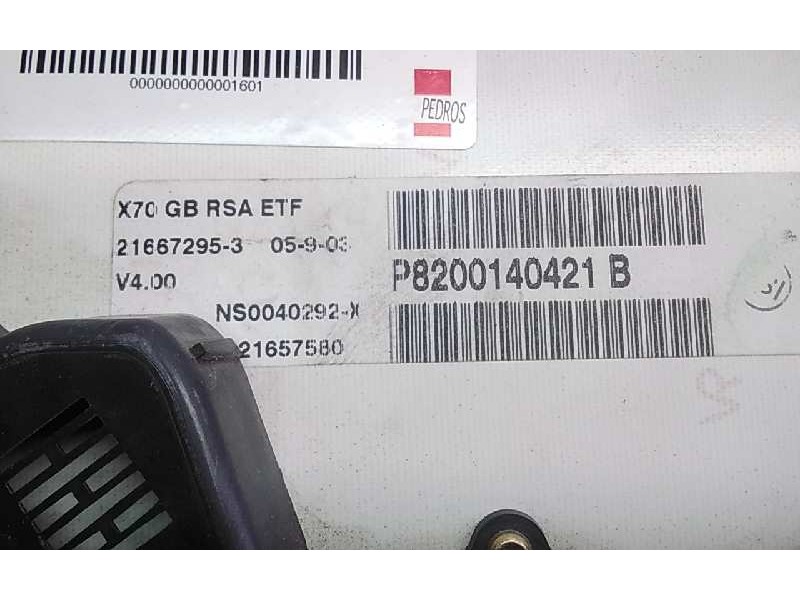 0000000000001601
PEDROS
X70 GB RSA ETF
21667295-3 05-9-03
V4.00
P8200140421 B
NS0040292-X
21657580